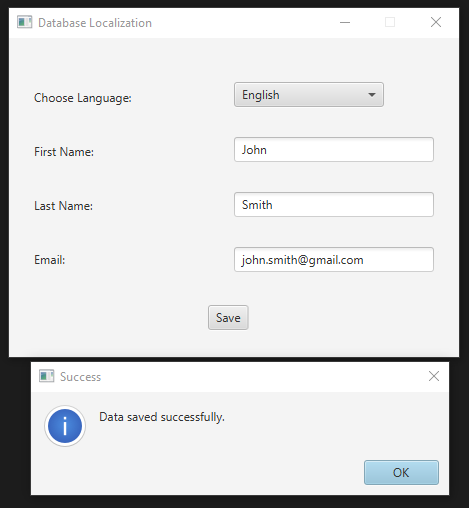 Database Localization
Choose Language: English
First Name: John
Last Name: Smith
Email: john.smith@gmail.com
Save
Success
i
Data saved successfully.
OK